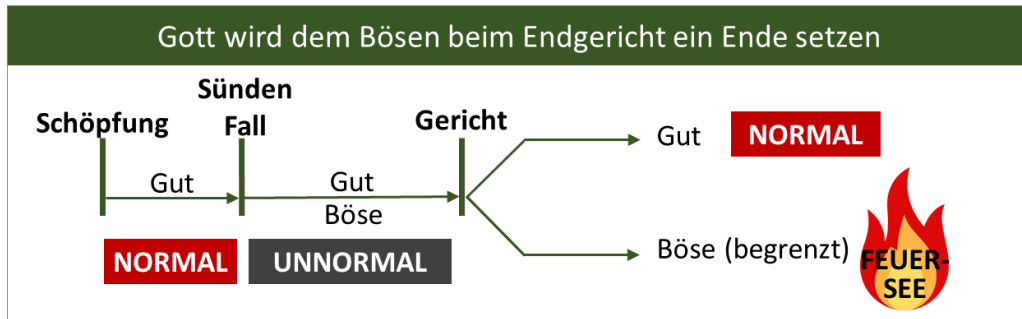 Gott wird dem Bösen beim Endgericht ein Ende setzen
Schöpfung
Sünden
Fall
Gericht
Gut
Gut
Böse
NORMAL
UNNORMAL
Gut
NORMAL
Böse (begrenzt)
FEUER-
SEE